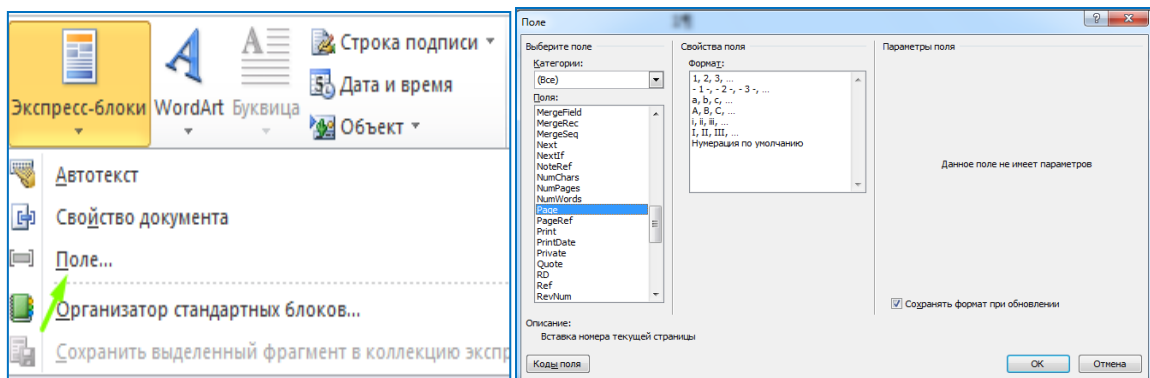 Экспресс-блоки
WordArt
Буквица
Строка подписи
Дата и время
Объект
Автотекст
Свойство документа
Поле...
Организатор стандартных блоков...
Сохранить выделенный фрагмент в коллекцию экспр
Поле
Выберите поле
Категории:
(Все)
Поля:
MergeField
MergeRec
MergeSeq
Next
NextIf
NoteRef
NumChars
NumPages
NumWords
Page
PageRef
Print
PrintDate
Private
Quote
RD
Ref
RevNum
Свойства поля
Формат:
1, 2, 3, ...
- 1 -, - 2 -, - 3 -, ...
a, b, c, ...
A, B, C, ...
i, ii, iii, ...
I, II, III, ...
Нумерация по умолчанию
Параметры поля
Данное поле не имеет параметров
Сохранять формат при обновлении
Описание:
Вставка номера текущей страницы
Коды поля
ОК
Отмена